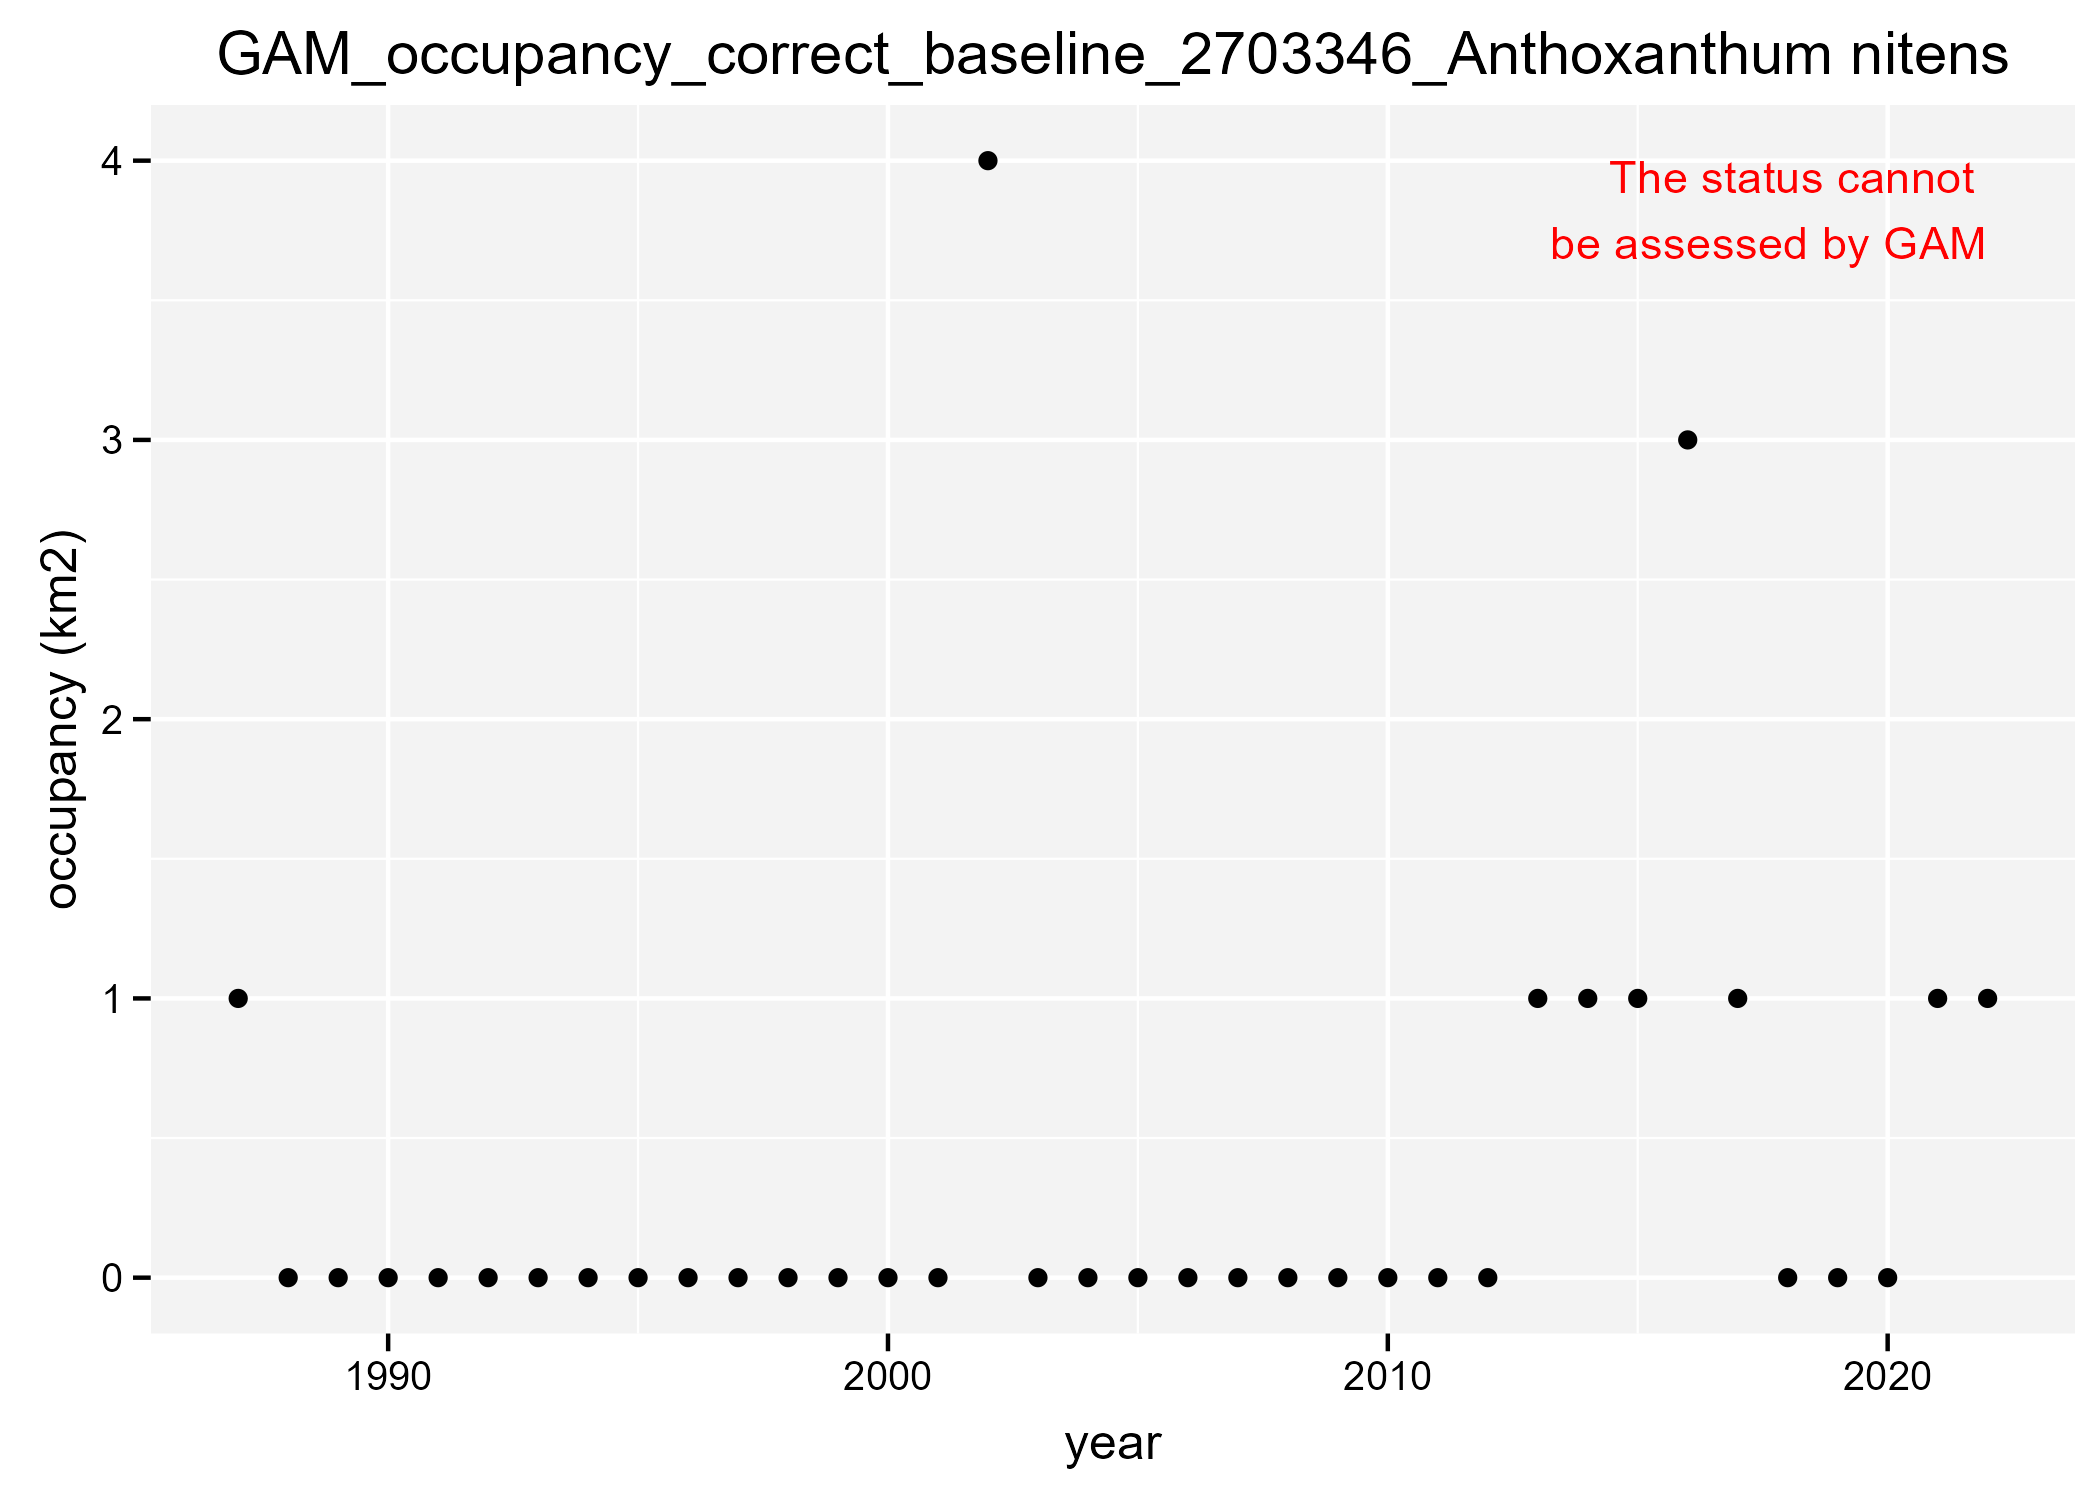 GAM_occupancy_correct_baseline_2703346_Anthoxanthum nitens
The status cannot
be assessed by GAM
occupancy (km2)
4
3
2
1
0
1990 2000 2010 2020
year